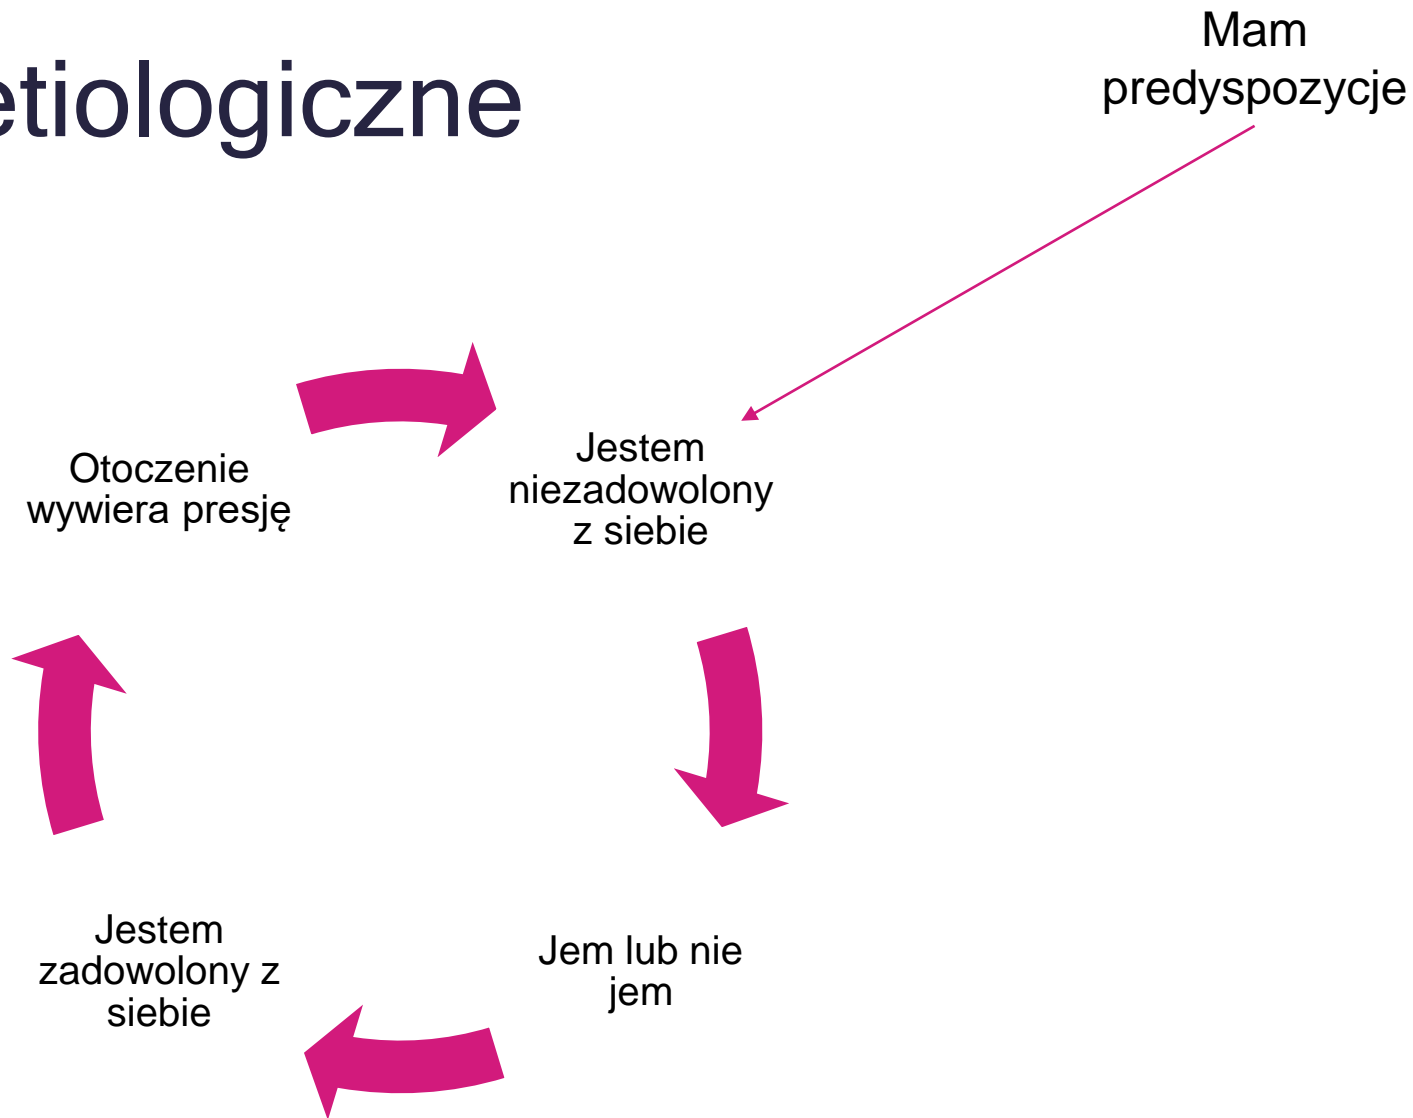 etiologiczne
Mam
predyspozycje
Otoczenie
wywiera presję
Jestem
niezadowolony
z siebie
Jem lub nie
jem
Jestem
zadowolony z
siebie